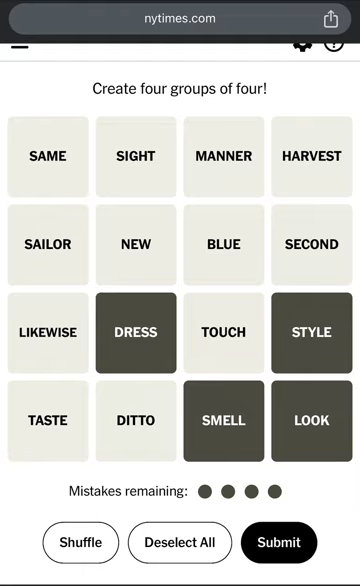 nytimes.com
Create four groups of four!
SAME SIGHT MANNER HARVEST
SAILOR NEW BLUE SECOND
LIKEWISE DRESS TOUCH STYLE
TASTE DITTO SMELL LOOK
Mistakes remaining:
Shuffle Deselect All Submit